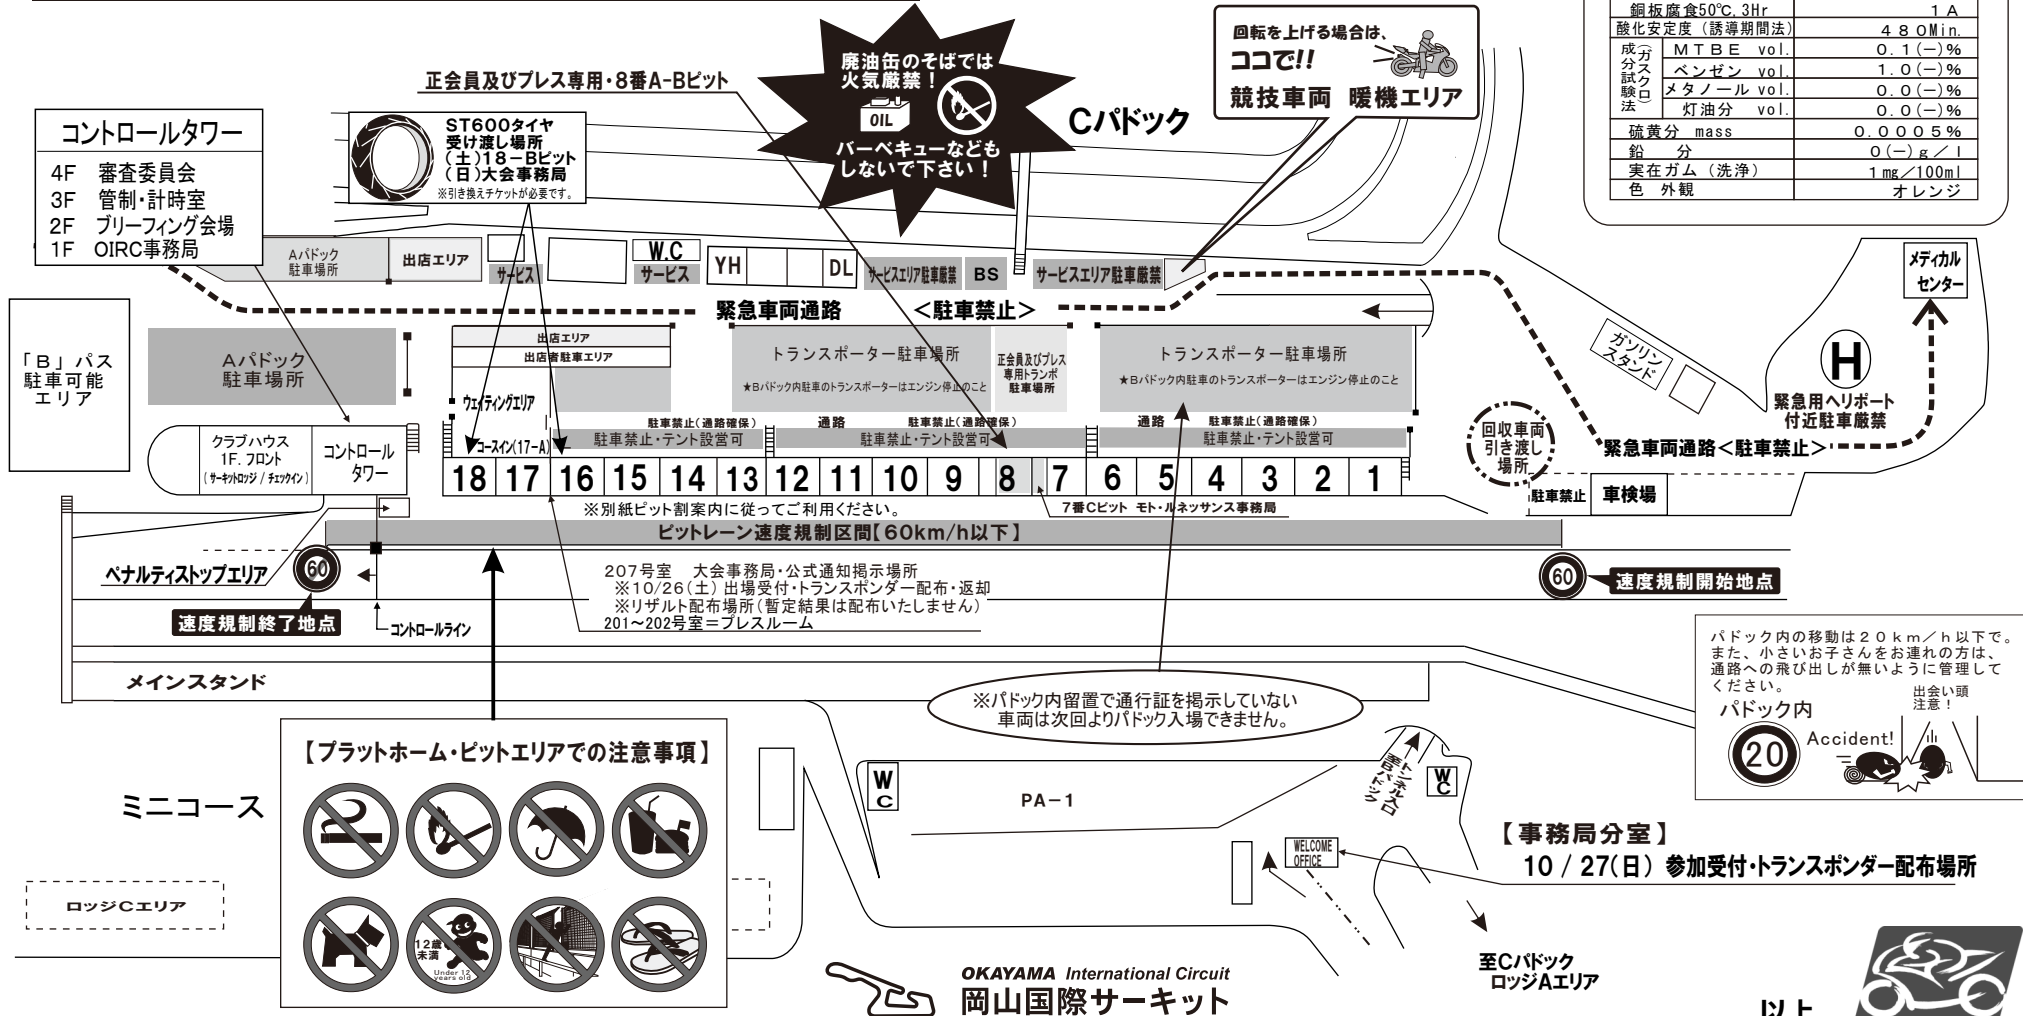 銅板腐食50℃,3Hr 1A
酸化安定度(誘導期間法) 480Min.
成分試験法(ガスクロ)
MTBE vol. 0.1(−)%
ベンゼン vol. 1.0(−)%
メタノール vol. 0.0(−)%
灯油分 vol. 0.0(−)%
硫黄分 mass 0.0005%
鉛 分 0(−)g/l
実在ガム(洗浄) 1mg/100ml
色 外観 オレンジ
廃油缶のそばでは
火気厳禁!
OIL
バーベキューなども
しないで下さい!
回転を上げる場合は、
ココで!!
競技車両 暖機エリア
正会員及びプレス専用・8番A-Bピット
Cパドック
コントロールタワー
4F 審査委員会
3F 管制・計時室
2F ブリーフィング会場
1F OIRC事務局
ST600タイヤ
受け渡し場所
(土)18-Bピット
(日)大会事務局
※引き換えチケットが必要です。
Aパドック
駐車場所
出店エリア
サービス
W.C
サービス
YH
DL
サービスエリア駐車厳禁
BS
サービスエリア駐車厳禁
メディカル
センター
緊急車両通路 <駐車禁止>
「B」パス
駐車可能
エリア
Aパドック
駐車場所
出店エリア
出店者駐車エリア
トランスポーター駐車場所
★Bパドック内駐車のトランスポーターはエンジン停止のこと
正会員及びプレス
専用トランポ
駐車場所
トランスポーター駐車場所
★Bパドック内駐車のトランスポーターはエンジン停止のこと
ガソリン
スタンド
H
緊急用ヘリポート
付近駐車厳禁
ウェイティングエリア
コースイン(17-A)
駐車禁止(通路確保)
通路
駐車禁止(通路確保)
通路
駐車禁止(通路確保)
駐車禁止・テント設営可
駐車禁止・テント設営可
駐車禁止・テント設営可
回収車両
引き渡し
場所
緊急車両通路<駐車禁止>
クラブハウス
1F. フロント
(サーキットロッジ/チェックイン)
コントロール
タワー
18 17 16 15 14 13 12 11 10 9 8 7 6 5 4 3 2 1
駐車禁止
車検場
※別紙ピット割案内に従ってご利用ください。
7番Cピット モト・ルネッサンス事務局
ピットレーン速度規制区間【60km/h以下】
ペナルティストップエリア
60
速度規制終了地点
コントロールライン
207号室 大会事務局・公式通知掲示場所
※10/26(土) 出場受付・トランスポンダー配布・返却
※リザルト配布場所(暫定結果は配布いたしません)
201~202号室=プレスルーム
60
速度規制開始地点
パドック内の移動は20km/h以下で。
また、小さいお子さんをお連れの方は、
通路への飛び出しが無いように管理して
ください。
出会い頭
注意!
パドック内
20
Accident!
メインスタンド
※パドック内留置で通行証を掲示していない
車両は次回よりパドック入場できません。
【プラットホーム・ピットエリアでの注意事項】
12歳
未満
Under 12
years old
ミニコース
ロッジCエリア
WC
PA-1
トンネル入口
至Bパドック
WC
WELCOME
OFFICE
【事務局分室】
10 / 27(日) 参加受付・トランスポンダー配布場所
至Cパドック
ロッジAエリア
OKAYAMA International Circuit
岡山国際サーキット
以上